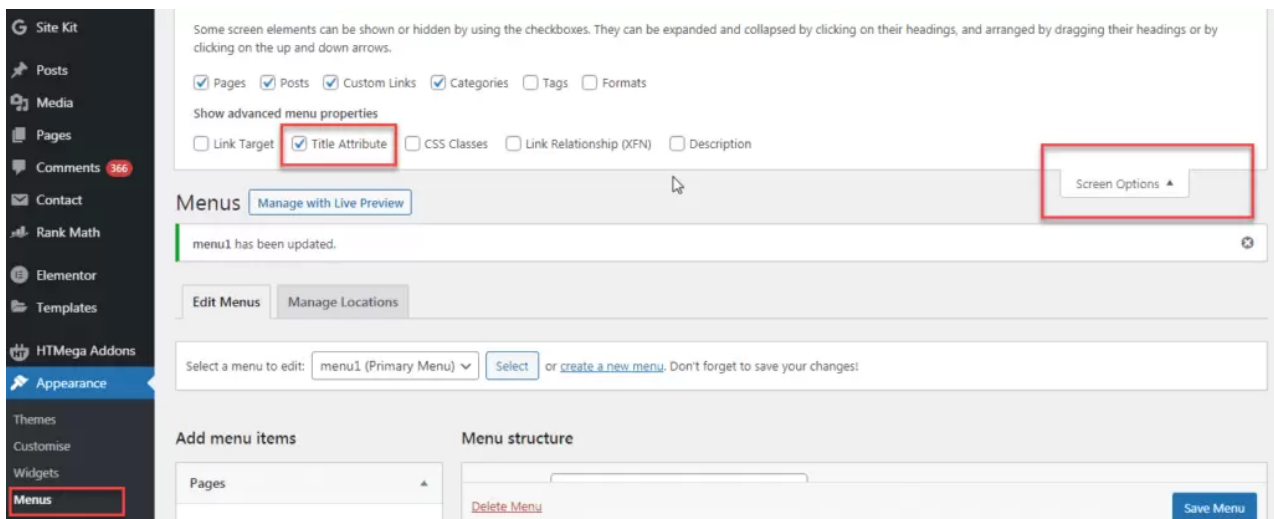 Site Kit
Posts
Media
Pages
Comments 366
Contact
Rank Math
Elementor
Templates
HTMega Addons
Appearance
Themes
Customise
Widgets
Menus
Some screen elements can be shown or hidden by using the checkboxes. They can be expanded and collapsed by clicking on their headings, and arranged by dragging their headings or by
clicking on the up and down arrows.
Pages Posts Custom Links Categories Tags Formats
Show advanced menu properties
Link Target Title Attribute CSS Classes Link Relationship (XFN) Description
Screen Options
Menus Manage with Live Preview
menu1 has been updated.
Edit Menus Manage Locations
Select a menu to edit: menu1 (Primary Menu) Select or create a new menu. Don't forget to save your changes!
Add menu items Menu structure
Pages
Delete Menu Save Menu